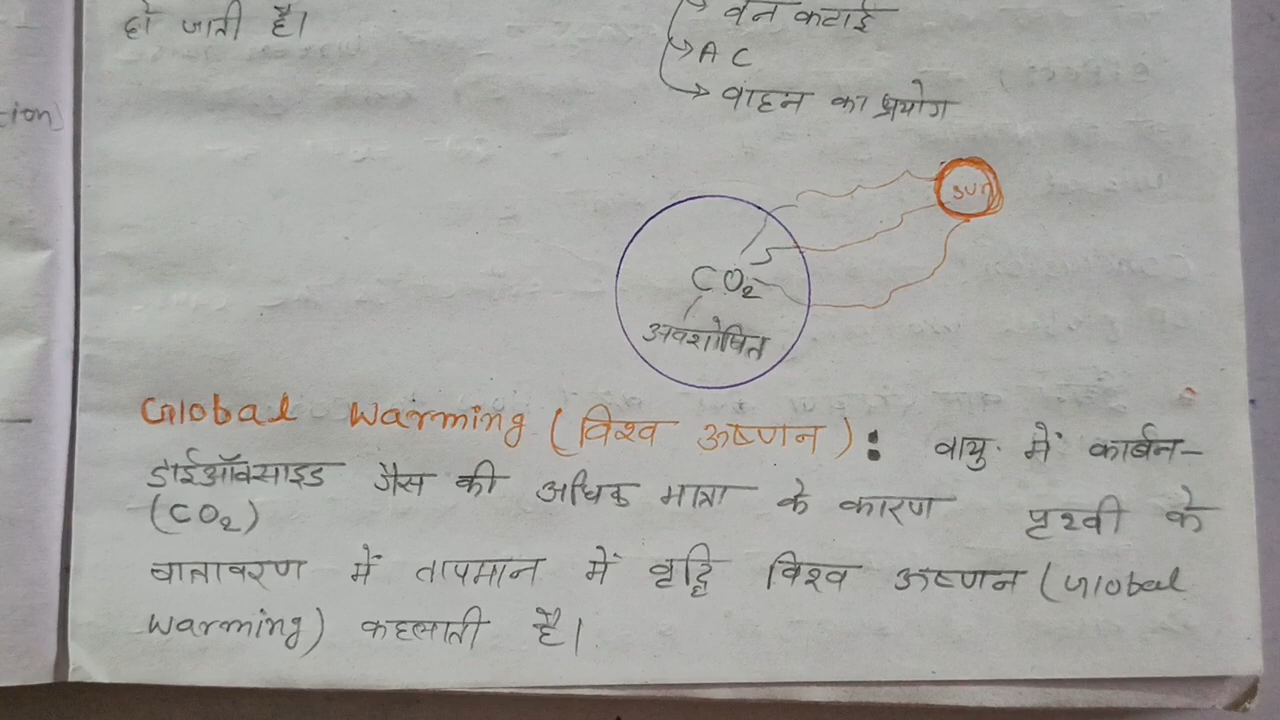 हो जाती है।
वन कटाई
AC
वाहन का प्रयोग
tion)
sun
CO₂
अवशोषित
Global Warming (विश्व ऊष्णन) : वायु में कार्बन-
डाईऑक्साइड गैस की अधिक मात्रा के कारण पृथ्वी के
(CO₂)
वातावरण में तापमान में वृद्धि विश्व ऊष्णन (Global
Warming) कहलाती है।